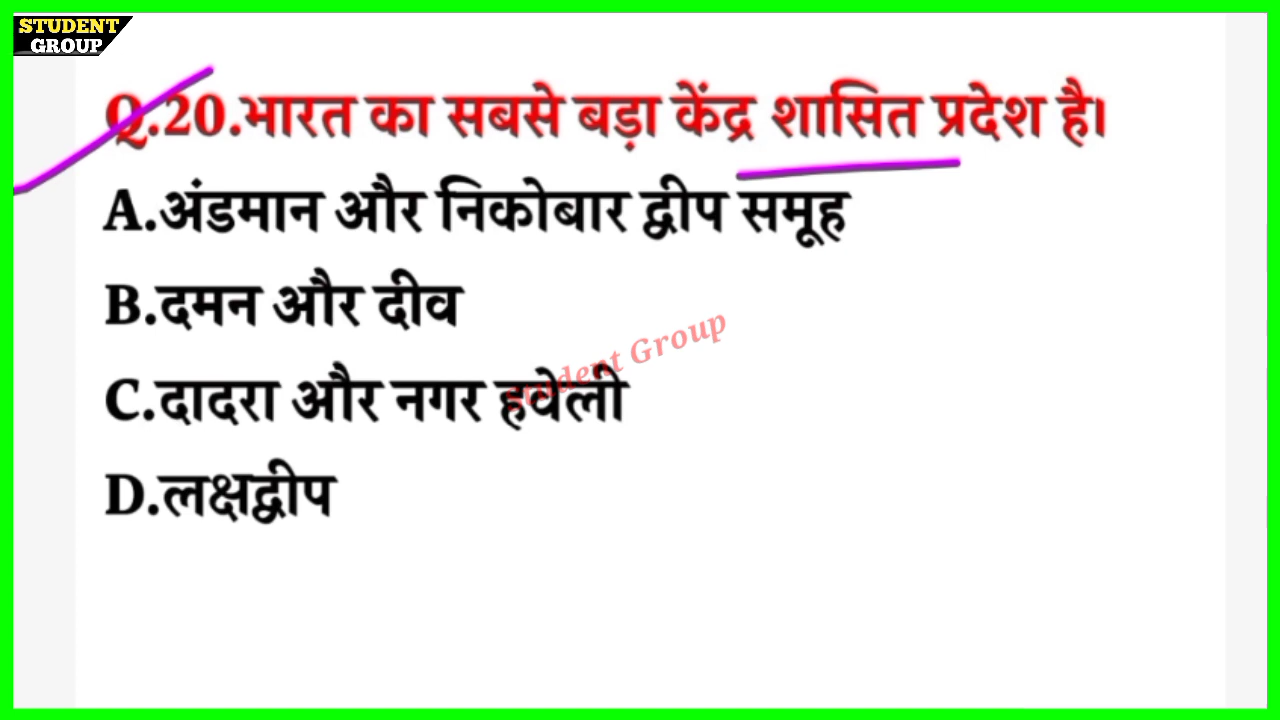 STUDENT
GROUP
Q.20.भारत का सबसे बड़ा केंद्र शासित प्रदेश है।
A.अंडमान और निकोबार द्वीप समूह
B.दमन और दीव
C.दादरा और नगर हवेली
Student Group
D.लक्षद्वीप